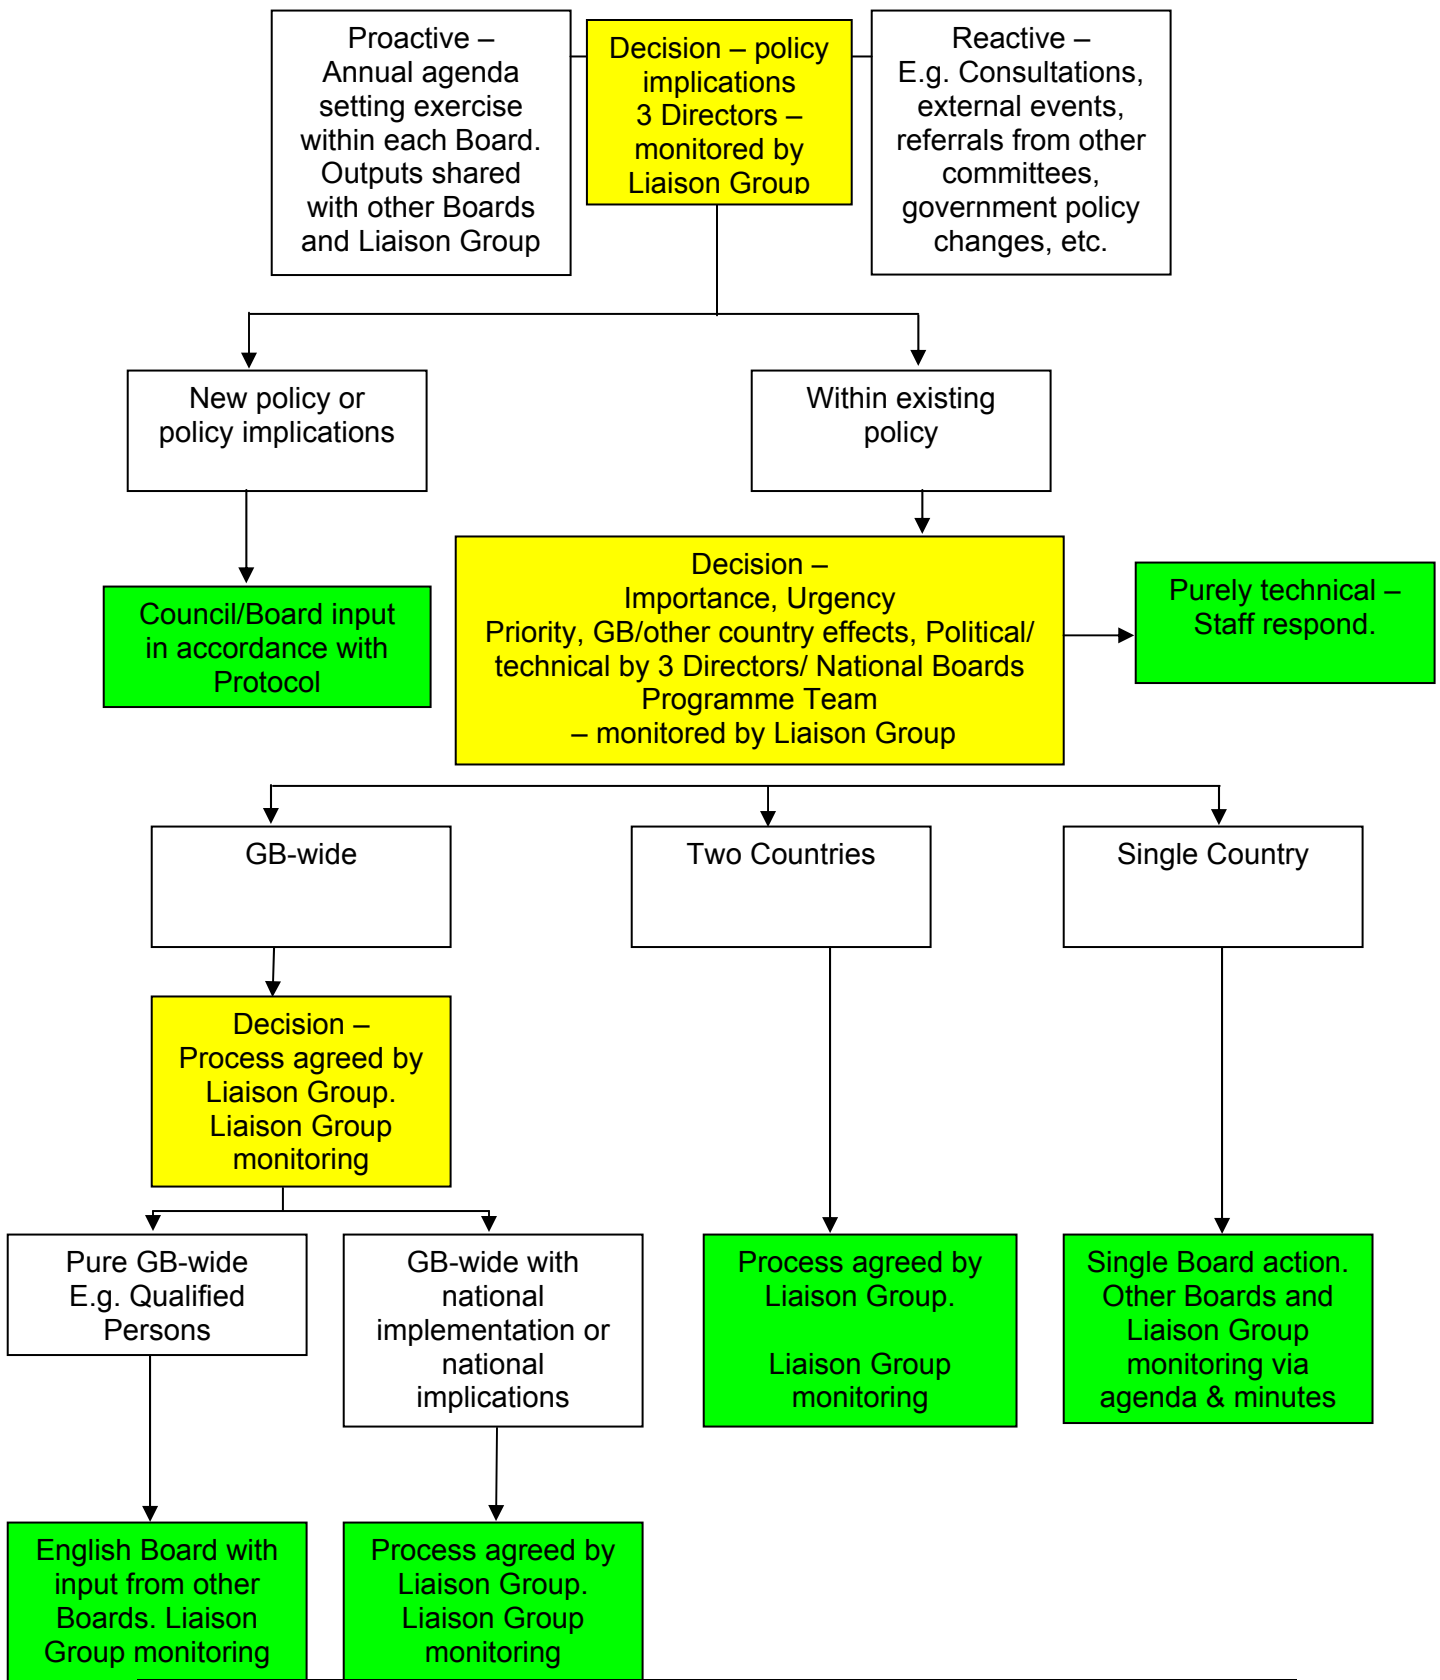 Proactive –
Annual agenda
setting exercise
within each Board.
Outputs shared
with other Boards
and Liaison Group
Decision – policy
implications
3 Directors –
monitored by
Liaison Group
Reactive –
E.g. Consultations,
external events,
referrals from other
committees,
government policy
changes, etc.
New policy or
policy implications
Within existing
policy
Council/Board input
in accordance with
Protocol
Decision –
Importance, Urgency
Priority, GB/other country effects, Political/
technical by 3 Directors/ National Boards
Programme Team
– monitored by Liaison Group
Purely technical –
Staff respond.
GB-wide
Two Countries
Single Country
Decision –
Process agreed by
Liaison Group.
Liaison Group
monitoring
Pure GB-wide
E.g. Qualified
Persons
GB-wide with
national
implementation or
national
implications
Process agreed by
Liaison Group.
Liaison Group
monitoring
Single Board action.
Other Boards and
Liaison Group
monitoring via
agenda & minutes
English Board with
input from other
Boards. Liaison
Group monitoring
Process agreed by
Liaison Group.
Liaison Group
monitoring